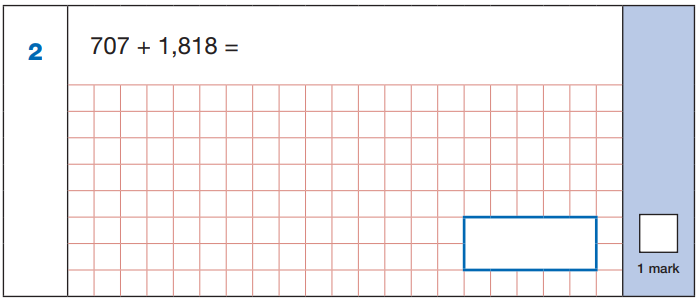 2
707 + 1,818 =
1 mark